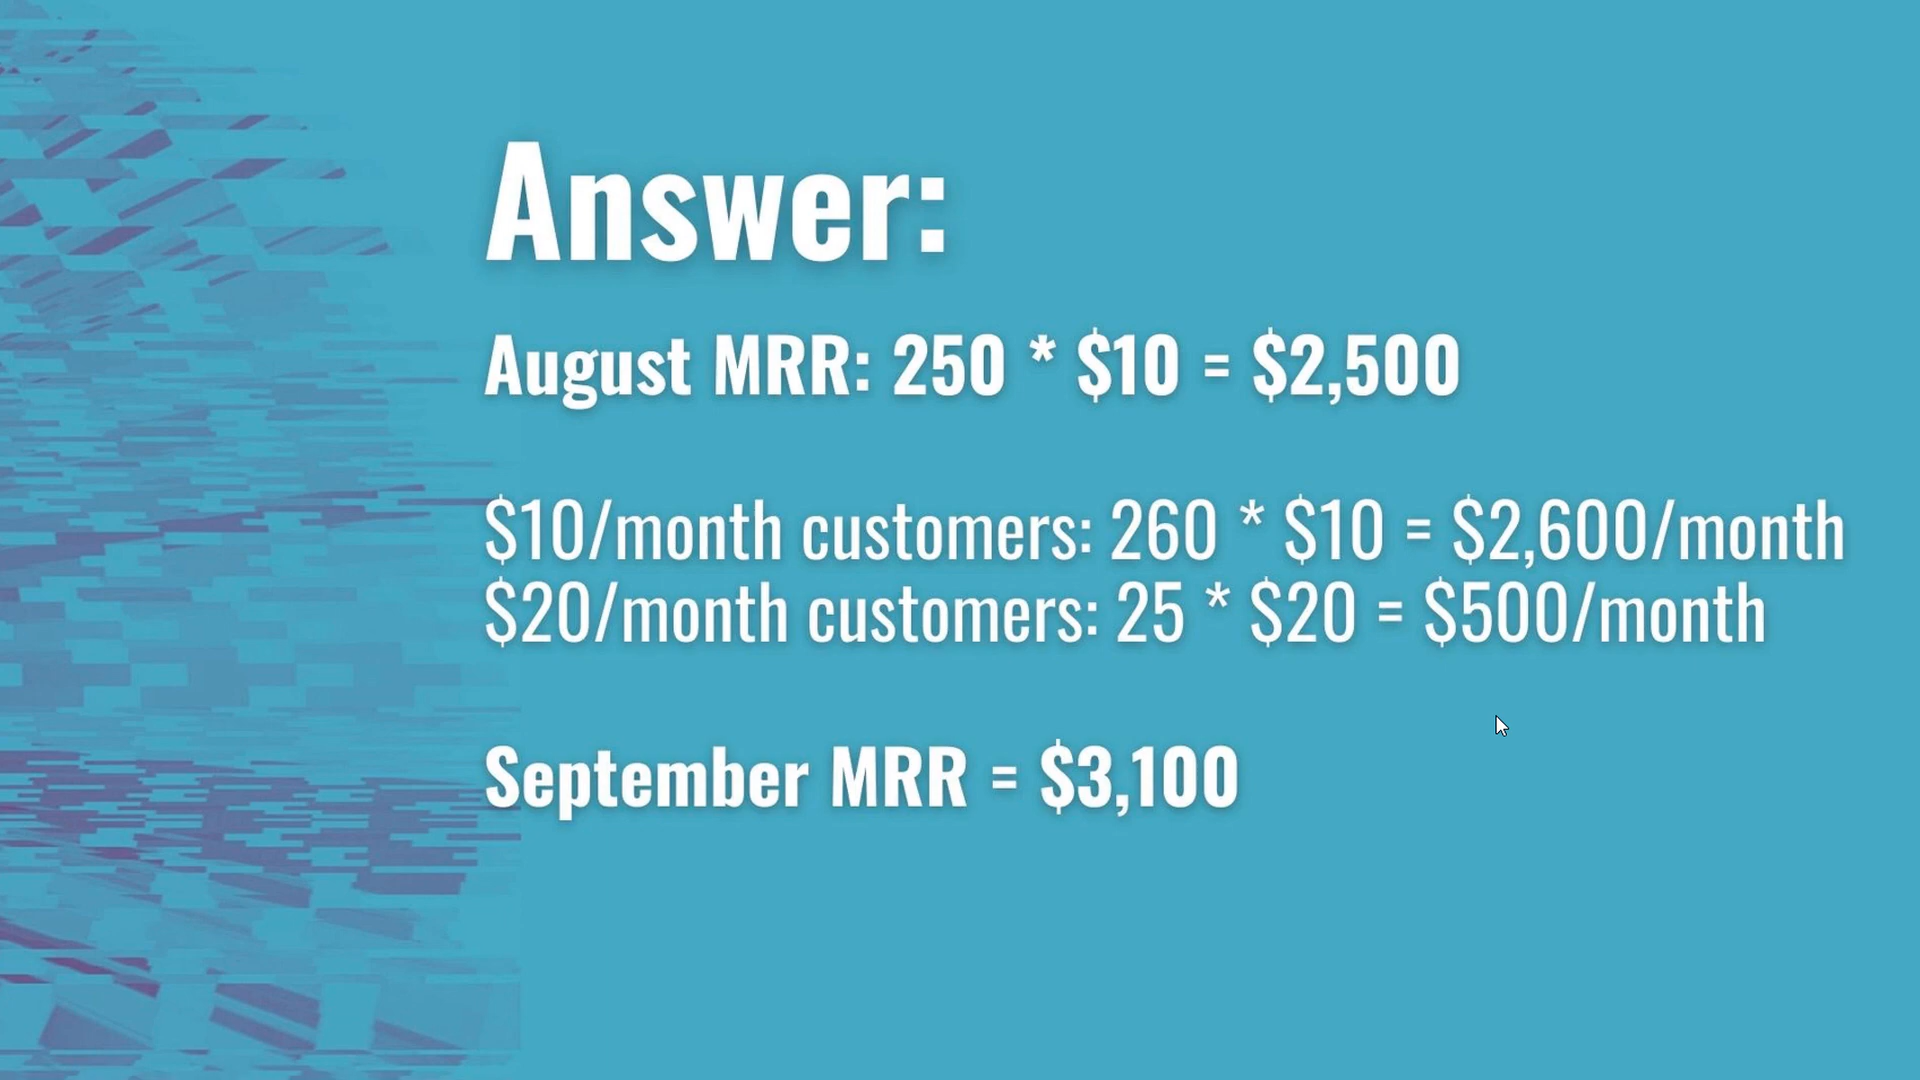 Answer:
August MRR: 250 * $10 = $2,500
$10/month customers: 260 * $10 = $2,600/month
$20/month customers: 25 * $20 = $500/month
September MRR = $3,100